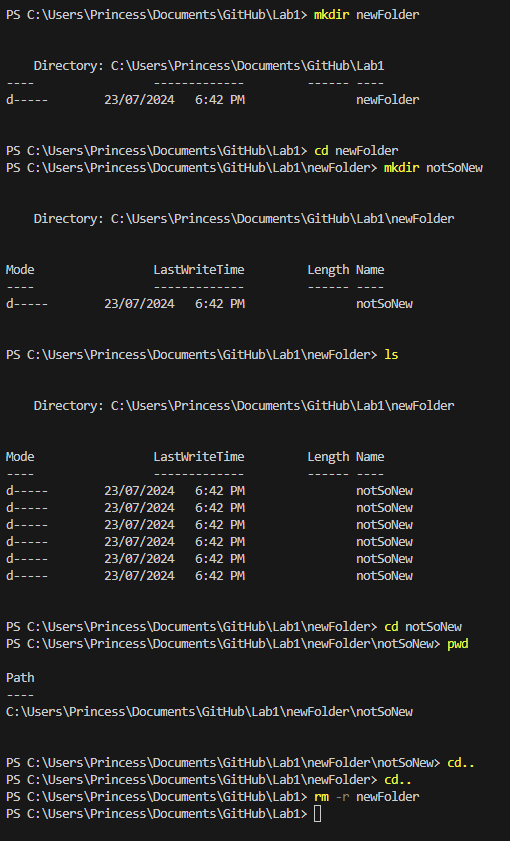 PS C:\Users\Princess\Documents\GitHub\Lab1> mkdir newFolder
    Directory: C:\Users\Princess\Documents\GitHub\Lab1
----                 -------------         ------ ----
d-----        23/07/2024   6:42 PM                newFolder
PS C:\Users\Princess\Documents\GitHub\Lab1> cd newFolder
PS C:\Users\Princess\Documents\GitHub\Lab1\newFolder> mkdir notSoNew
    Directory: C:\Users\Princess\Documents\GitHub\Lab1\newFolder
Mode                 LastWriteTime         Length Name
----                 -------------         ------ ----
d-----        23/07/2024   6:42 PM                notSoNew
PS C:\Users\Princess\Documents\GitHub\Lab1\newFolder> ls
    Directory: C:\Users\Princess\Documents\GitHub\Lab1\newFolder
Mode                 LastWriteTime         Length Name
----                 -------------         ------ ----
d-----        23/07/2024   6:42 PM                notSoNew
d-----        23/07/2024   6:42 PM                notSoNew
d-----        23/07/2024   6:42 PM                notSoNew
d-----        23/07/2024   6:42 PM                notSoNew
d-----        23/07/2024   6:42 PM                notSoNew
d-----        23/07/2024   6:42 PM                notSoNew
PS C:\Users\Princess\Documents\GitHub\Lab1\newFolder> cd notSoNew
PS C:\Users\Princess\Documents\GitHub\Lab1\newFolder\notSoNew> pwd
Path
----
C:\Users\Princess\Documents\GitHub\Lab1\newFolder\notSoNew
PS C:\Users\Princess\Documents\GitHub\Lab1\newFolder\notSoNew> cd..
PS C:\Users\Princess\Documents\GitHub\Lab1\newFolder> cd..
PS C:\Users\Princess\Documents\GitHub\Lab1> rm -r newFolder
PS C:\Users\Princess\Documents\GitHub\Lab1>